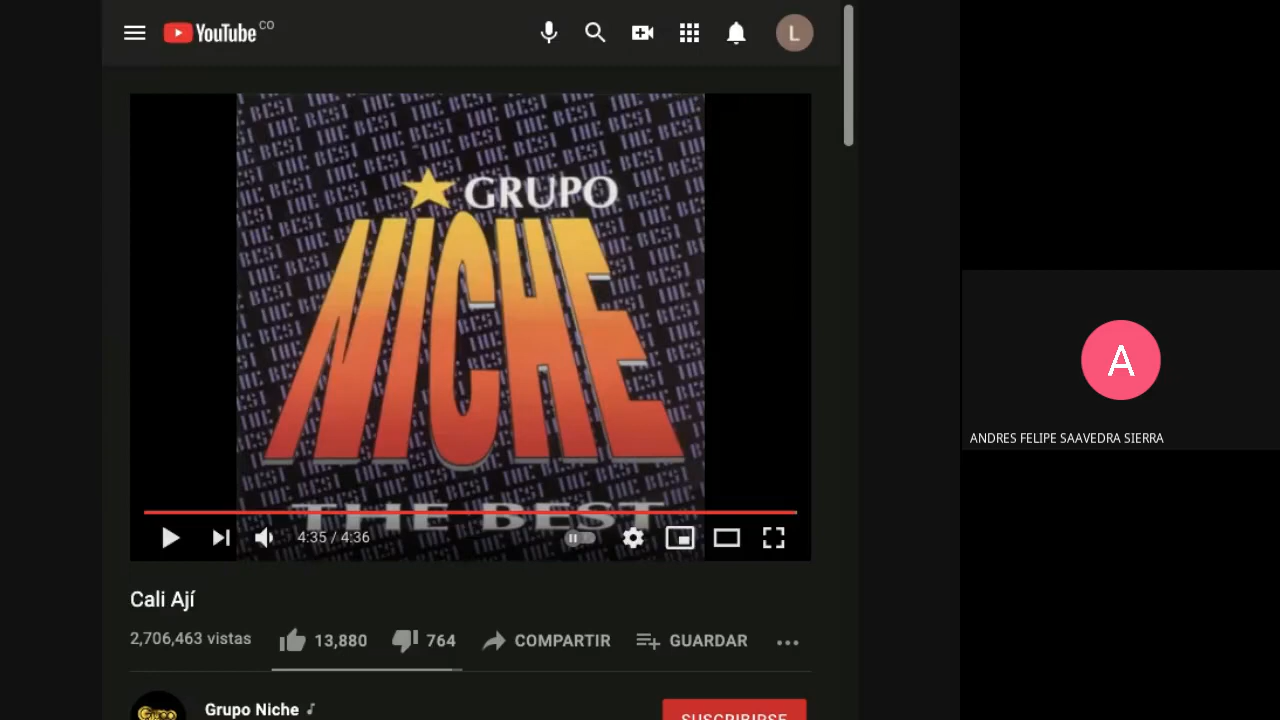 YouTube CO
L
GRUPO
NICHE
THE BEST
4:35 / 4:36
Cali Ají
2,706,463 vistas 13,880 764 COMPARTIR GUARDAR
Grupo Niche
SUSCRIBIRSE
A
ANDRES FELIPE SAAVEDRA SIERRA